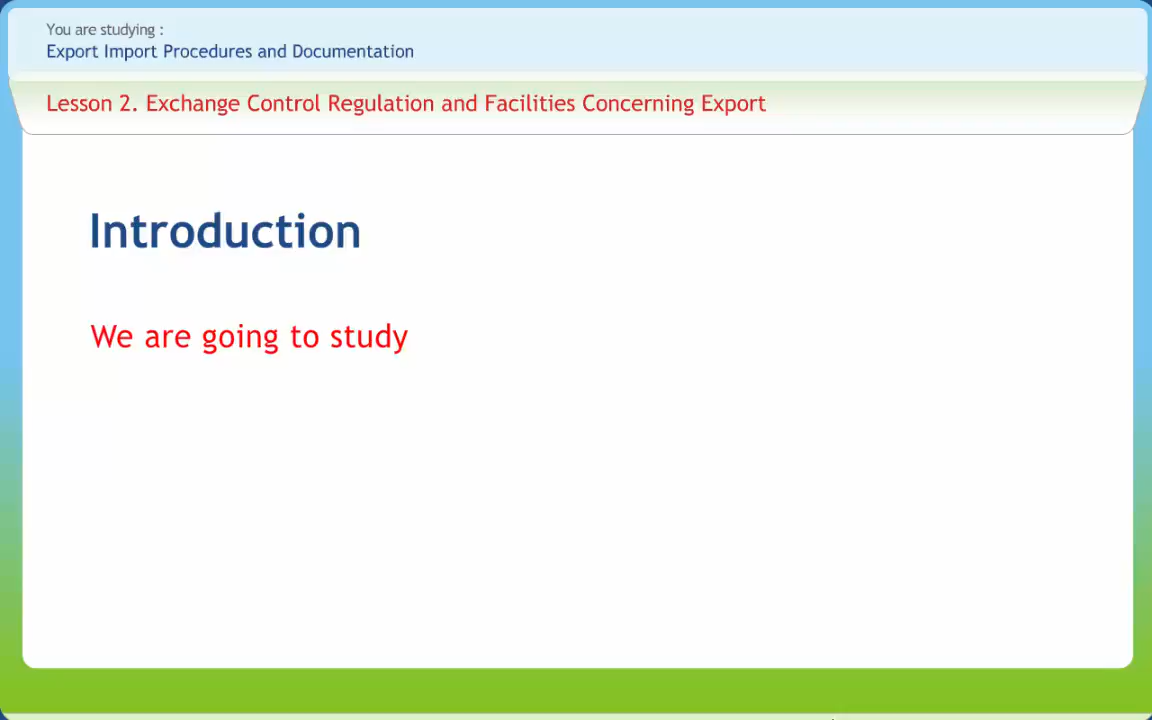 You are studying :
Export Import Procedures and Documentation
Lesson 2. Exchange Control Regulation and Facilities Concerning Export
Introduction
We are going to study